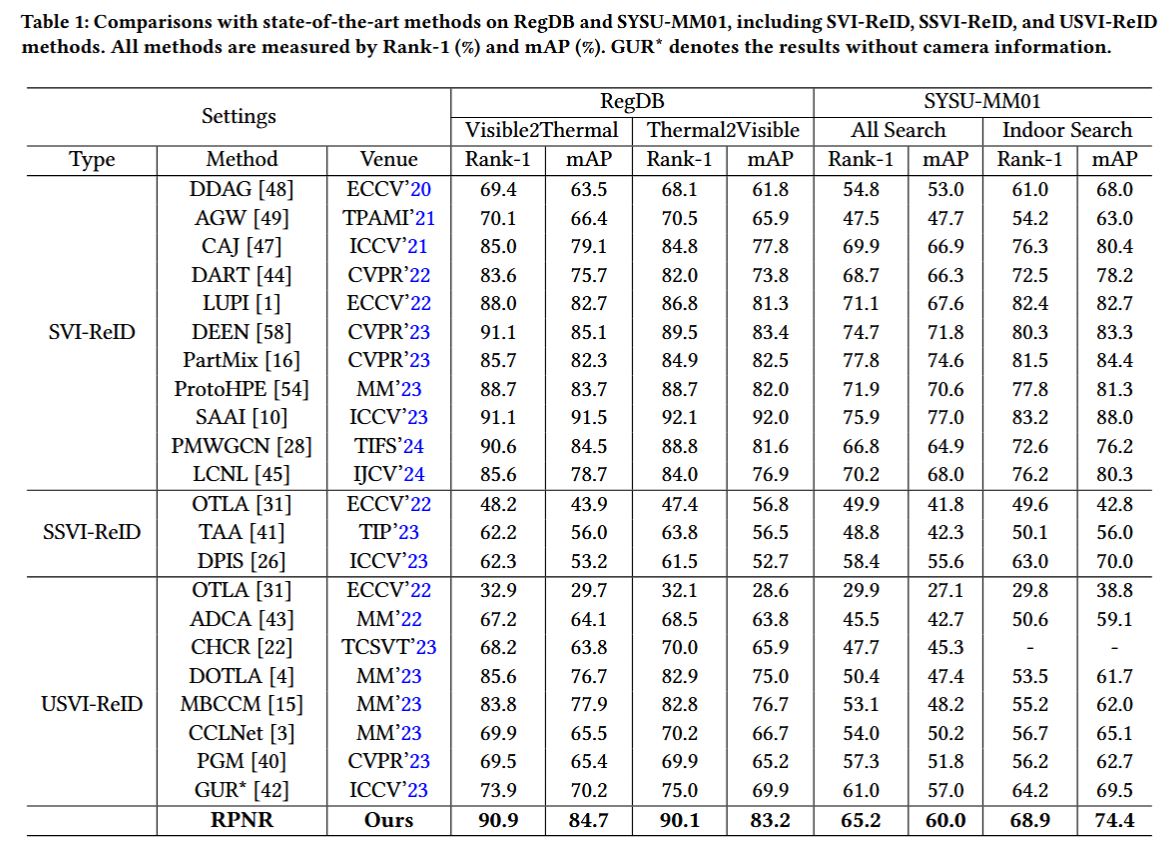 Table 1: Comparisons with state-of-the-art methods on RegDB and SYSU-MM01, including SVI-ReID, SSVI-ReID, and USVI-ReID
methods. All methods are measured by Rank-1 (%) and mAP (%). GUR* denotes the results without camera information.
Settings RegDB SYSU-MM01
Visible2Thermal Thermal2Visible All Search Indoor Search
Type Method Venue Rank-1 mAP Rank-1 mAP Rank-1 mAP Rank-1 mAP
DDAG [48] ECCV'20 69.4 63.5 68.1 61.8 54.8 53.0 61.0 68.0
AGW [49] TPAMI'21 70.1 66.4 70.5 65.9 47.5 47.7 54.2 63.0
CAJ [47] ICCV'21 85.0 79.1 84.8 77.8 69.9 66.9 76.3 80.4
DART [44] CVPR'22 83.6 75.7 82.0 73.8 68.7 66.3 72.5 78.2
LUPI [1] ECCV'22 88.0 82.7 86.8 81.3 71.1 67.6 82.4 82.7
SVI-ReID DEEN [58] CVPR'23 91.1 85.1 89.5 83.4 74.7 71.8 80.3 83.3
PartMix [16] CVPR'23 85.7 82.3 84.9 82.5 77.8 74.6 81.5 84.4
ProtoHPE [54] MM'23 88.7 83.7 88.7 82.0 71.9 70.6 77.8 81.3
SAAI [10] ICCV'23 91.1 91.5 92.1 92.0 75.9 77.0 83.2 88.0
PMWGCN [28] TIFS'24 90.6 84.5 88.8 81.6 66.8 64.9 72.6 76.2
LCNL [45] IJCV'24 85.6 78.7 84.0 76.9 70.2 68.0 76.2 80.3
OTLA [31] ECCV'22 48.2 43.9 47.4 56.8 49.9 41.8 49.6 42.8
SSVI-ReID TAA [41] TIP'23 62.2 56.0 63.8 56.5 48.8 42.3 50.1 56.0
DPIS [26] ICCV'23 62.3 53.2 61.5 52.7 58.4 55.6 63.0 70.0
OTLA [31] ECCV'22 32.9 29.7 32.1 28.6 29.9 27.1 29.8 38.8
ADCA [43] MM'22 67.2 64.1 68.5 63.8 45.5 42.7 50.6 59.1
CHCR [22] TCSVT'23 68.2 63.8 70.0 65.9 47.7 45.3 - -
DOTLA [4] MM'23 85.6 76.7 82.9 75.0 50.4 47.4 53.5 61.7
USVI-ReID MBCCM [15] MM'23 83.8 77.9 82.8 76.7 53.1 48.2 55.2 62.0
CCLNet [3] MM'23 69.9 65.5 70.2 66.7 54.0 50.2 56.7 65.1
PGM [40] CVPR'23 69.5 65.4 69.9 65.2 57.3 51.8 56.2 62.7
GUR* [42] ICCV'23 73.9 70.2 75.0 69.9 61.0 57.0 64.2 69.5
RPNR Ours 90.9 84.7 90.1 83.2 65.2 60.0 68.9 74.4